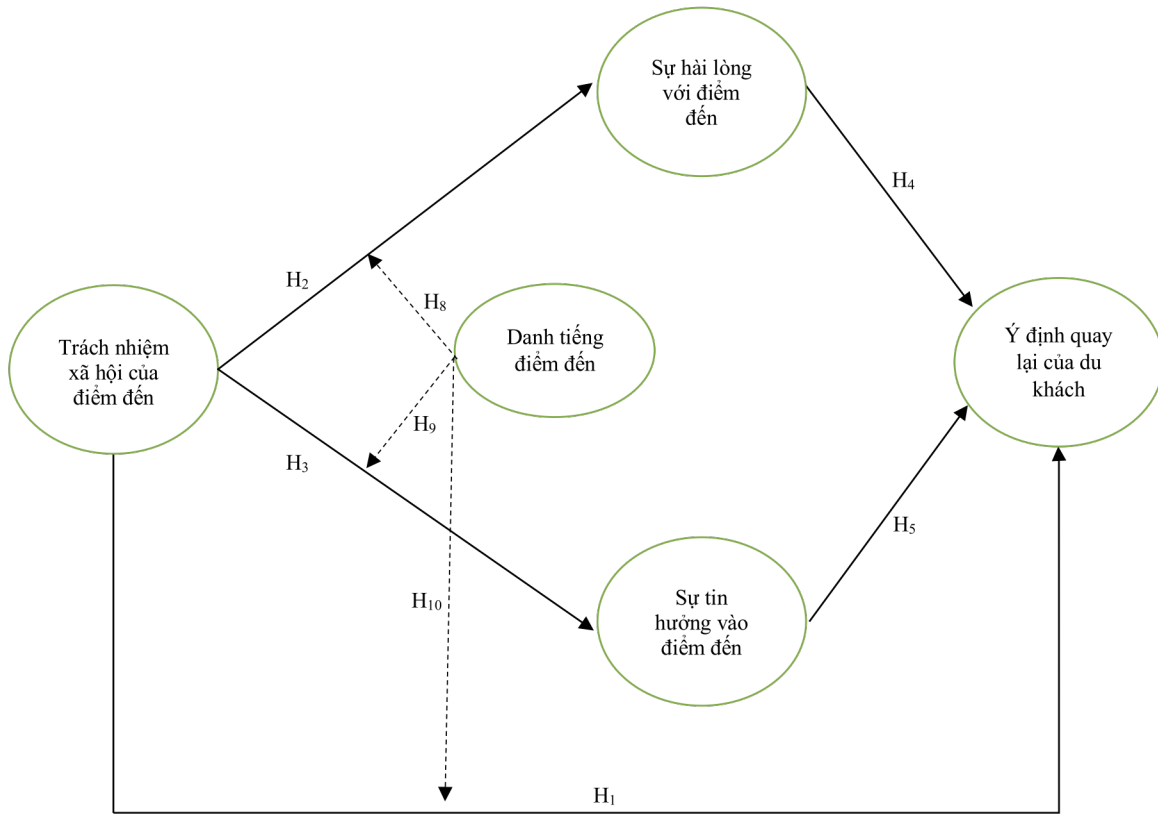 Sự hài lòng
với điểm
đến
H4
H2
H8
Trách nhiệm
xã hội của
điểm đến
Danh tiếng
điểm đến
Ý định quay
lại của du
khách
H9
H3
H5
H10
Sự tin
hưởng vào
điểm đến
H1